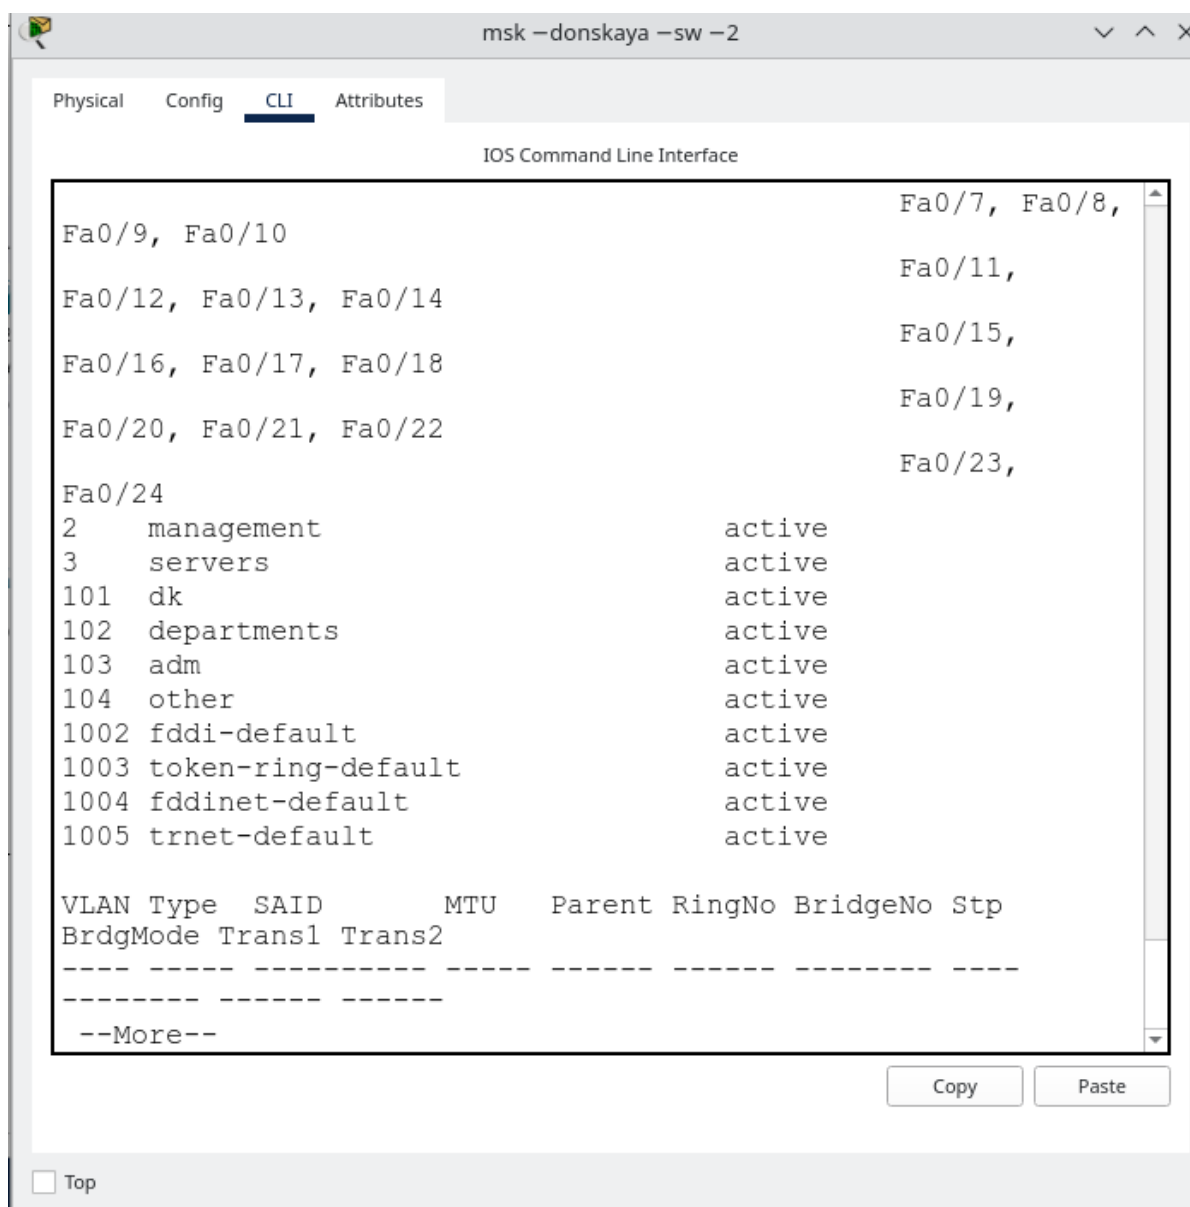 msk —donskaya —sw —2
Physical Config CLI Attributes
IOS Command Line Interface
Fa0/7, Fa0/8,
Fa0/9, Fa0/10
Fa0/11,
Fa0/12, Fa0/13, Fa0/14
Fa0/15,
Fa0/16, Fa0/17, Fa0/18
Fa0/19,
Fa0/20, Fa0/21, Fa0/22
Fa0/23,
Fa0/24
2 management active
3 servers active
101 dk active
102 departments active
103 adm active
104 other active
1002 fddi-default active
1003 token-ring-default active
1004 fddinet-default active
1005 trnet-default active
VLAN Type SAID MTU Parent RingNo BridgeNo Stp
BrdgMode Trans1 Trans2
---- ----- ---------- ----- ------ ------ -------- ----
-------- ------ ------
--More--
Copy Paste
Top